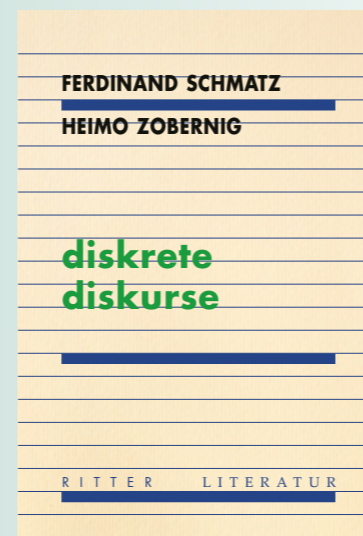 FERDINAND SCHMATZ
HEIMO ZOBERNIG
diskrete
diskurse
RITTER LITERATUR